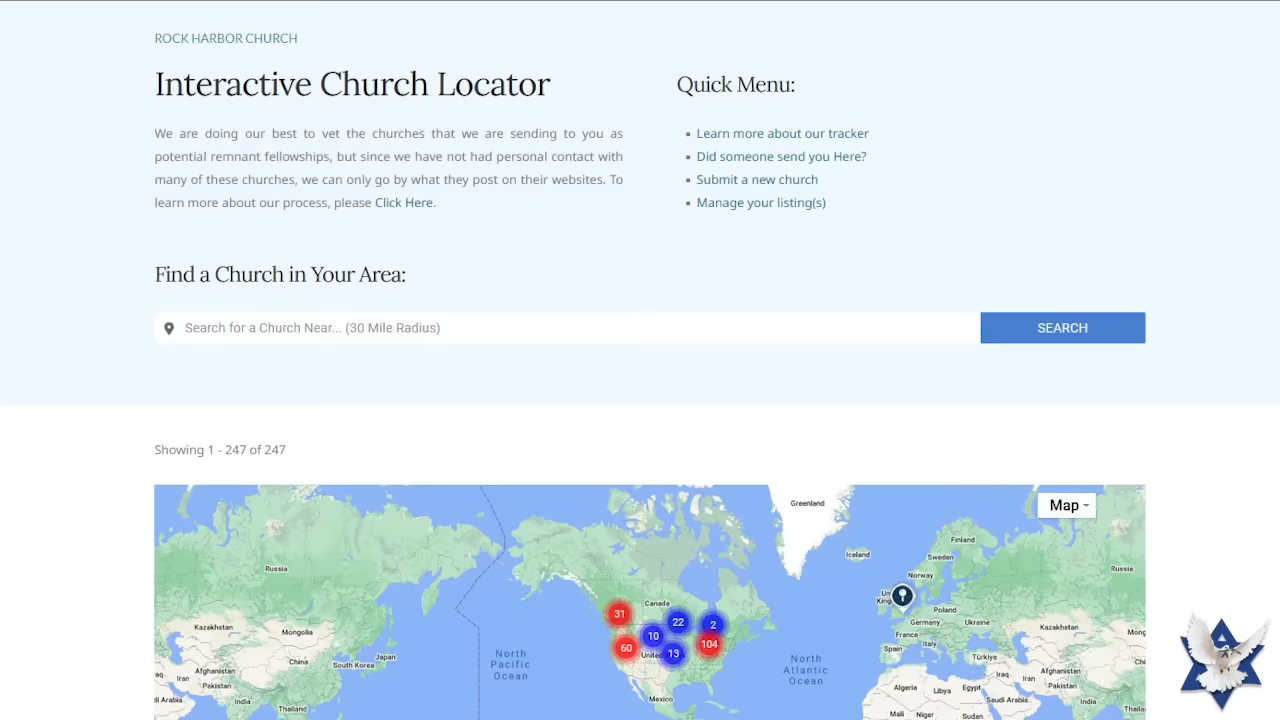 ROCK HARBOR CHURCH
Interactive Church Locator
We are doing our best to vet the churches that we are sending to you as
potential remnant fellowships, but since we have not had personal contact with
many of these churches, we can only go by what they post on their websites. To
learn more about our process, please Click Here.
Quick Menu:
Learn more about our tracker
Did someone send you Here?
Submit a new church
Manage your listing(s)
Find a Church in Your Area:
Search for a Church Near... (30 Mile Radius)
SEARCH
Showing 1 - 247 of 247
Map
Greenland
Finland
Iceland
Sweden
Russia
Russia
Norway
Canada
Poland
31
22
2
Kazakhstan
Mongolia
Germany
Ukraine
Kazakhstan
10
104
France
60
13
North
Pacific
Ocean
North
Atlantic
Ocean
Spain
Italy
Türkiye
China
Japan
South Korea
Afghanistan
Iran
Pakistan
Iraq
Afghanistan
Iran
Pakistan
Algeria
Libya
Egypt
India
Thailand
Mexico
Saudi Arabia
India
Mali
Niger
Sudan